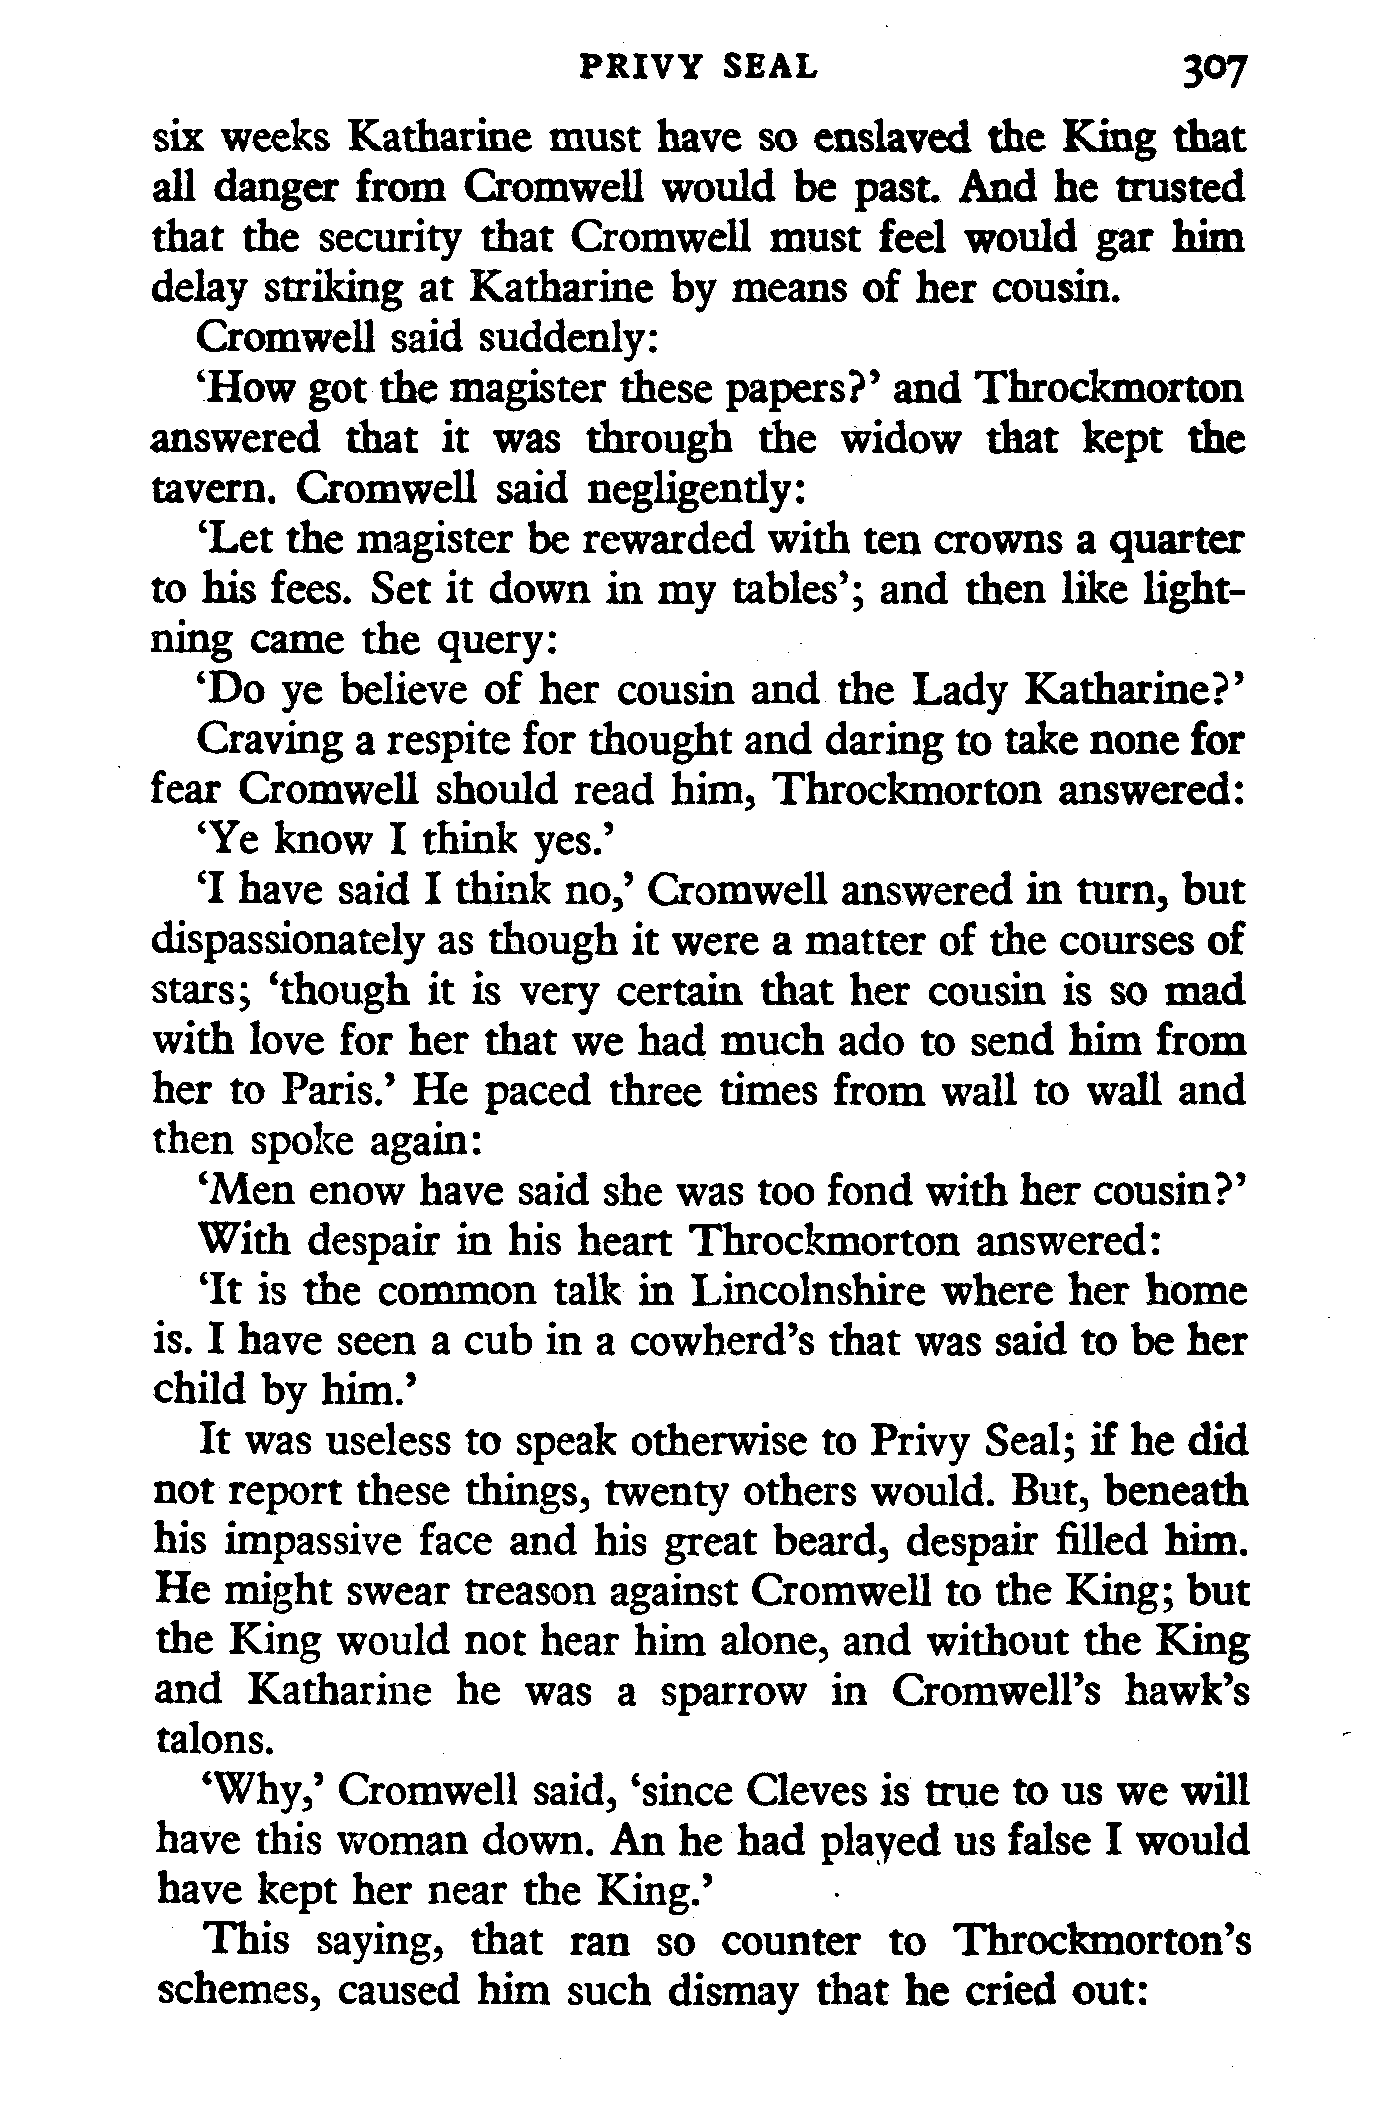 PRIVY SEAL 307
six weeks Katharine must have so enslaved the King that
all danger from Cromwell would be past. And he trusted
that the security that Cromwell must feel would gar him
delay striking at Katharine by means of her cousin.
Cromwell said suddenly:
‘How got the magister these papers?’ and Throckmorton
answered that it was through the widow that kept the
tavern. Cromwell said negligently:
‘Let the magister be rewarded with ten crowns a quarter
to his fees. Set it down in my tables’; and then like light-
ning came the query:
‘Do ye believe of her cousin and the Lady Katharine?’
Craving a respite for thought and daring to take none for
fear Cromwell should read him, Throckmorton answered:
‘Ye know I think yes.’
‘I have said I think no,’ Cromwell answered in turn, but
dispassionately as though it were a matter of the courses of
stars; ‘though it is very certain that her cousin is so mad
with love for her that we had much ado to send him from
her to Paris.’ He paced three times from wall to wall and
then spoke again:
‘Men enow have said she was too fond with her cousin?’
With despair in his heart Throckmorton answered:
‘It is the common talk in Lincolnshire where her home
is. I have seen a cub in a cowherd’s that was said to be her
child by him.’
It was useless to speak otherwise to Privy Seal; if he did
not report these things, twenty others would. But, beneath
his impassive face and his great beard, despair filled him.
He might swear treason against Cromwell to the King; but
the King would not hear him alone, and without the King
and Katharine he was a sparrow in Cromwell’s hawk’s
talons.
‘Why,’ Cromwell said, ‘since Cleves is true to us we will
have this woman down. An he had played us false I would
have kept her near the King.’
This saying, that ran so counter to Throckmorton’s
schemes, caused him such dismay that he cried out: